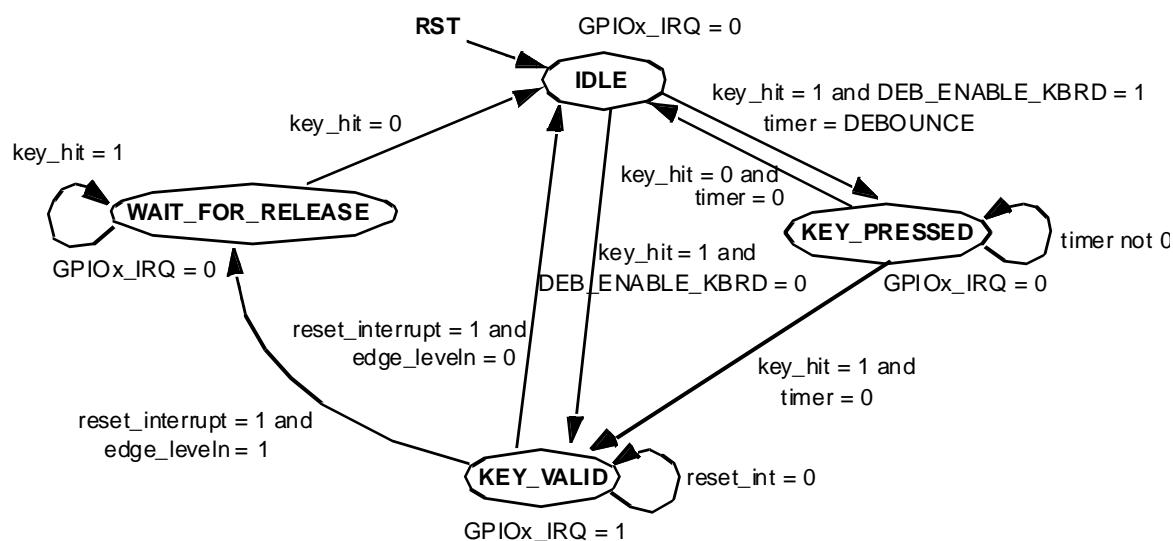 RST
GPIOx_IRQ = 0
IDLE
key_hit = 1 and DEB_ENABLE_KBRD = 1
timer = DEBOUNCE
key_hit = 0
key_hit = 1
key_hit = 0 and
timer = 0
WAIT_FOR_RELEASE
KEY_PRESSED
timer not 0
GPIOx_IRQ = 0
key_hit = 1 and
DEB_ENABLE_KBRD = 0
GPIOx_IRQ = 0
reset_interrupt = 1 and
edge_leveln = 0
key_hit = 1 and
timer = 0
reset_interrupt = 1 and
edge_leveln = 1
KEY_VALID
reset_int = 0
GPIOx_IRQ = 1